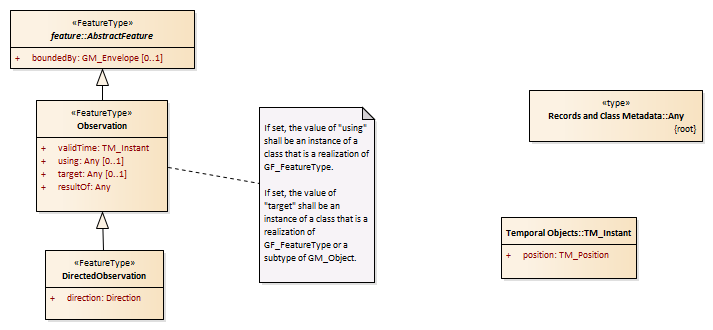 «FeatureType»
feature::AbstractFeature
+ boundedBy: GM_Envelope [0..1]
«FeatureType»
Observation
+ validTime: TM_Instant
+ using: Any [0..1]
+ target: Any [0..1]
+ resultOf: Any
«FeatureType»
DirectedObservation
+ direction: Direction
If set, the value of "using"
shall be an instance of a
class that is a realization of
GF_FeatureType.
If set, the value of
"target" shall be an
instance of a class that is a
realization of
GF_FeatureType or a
subtype of GM_Object.
«type»
Records and Class Metadata::Any
{root}
Temporal Objects::TM_Instant
+ position: TM_Position